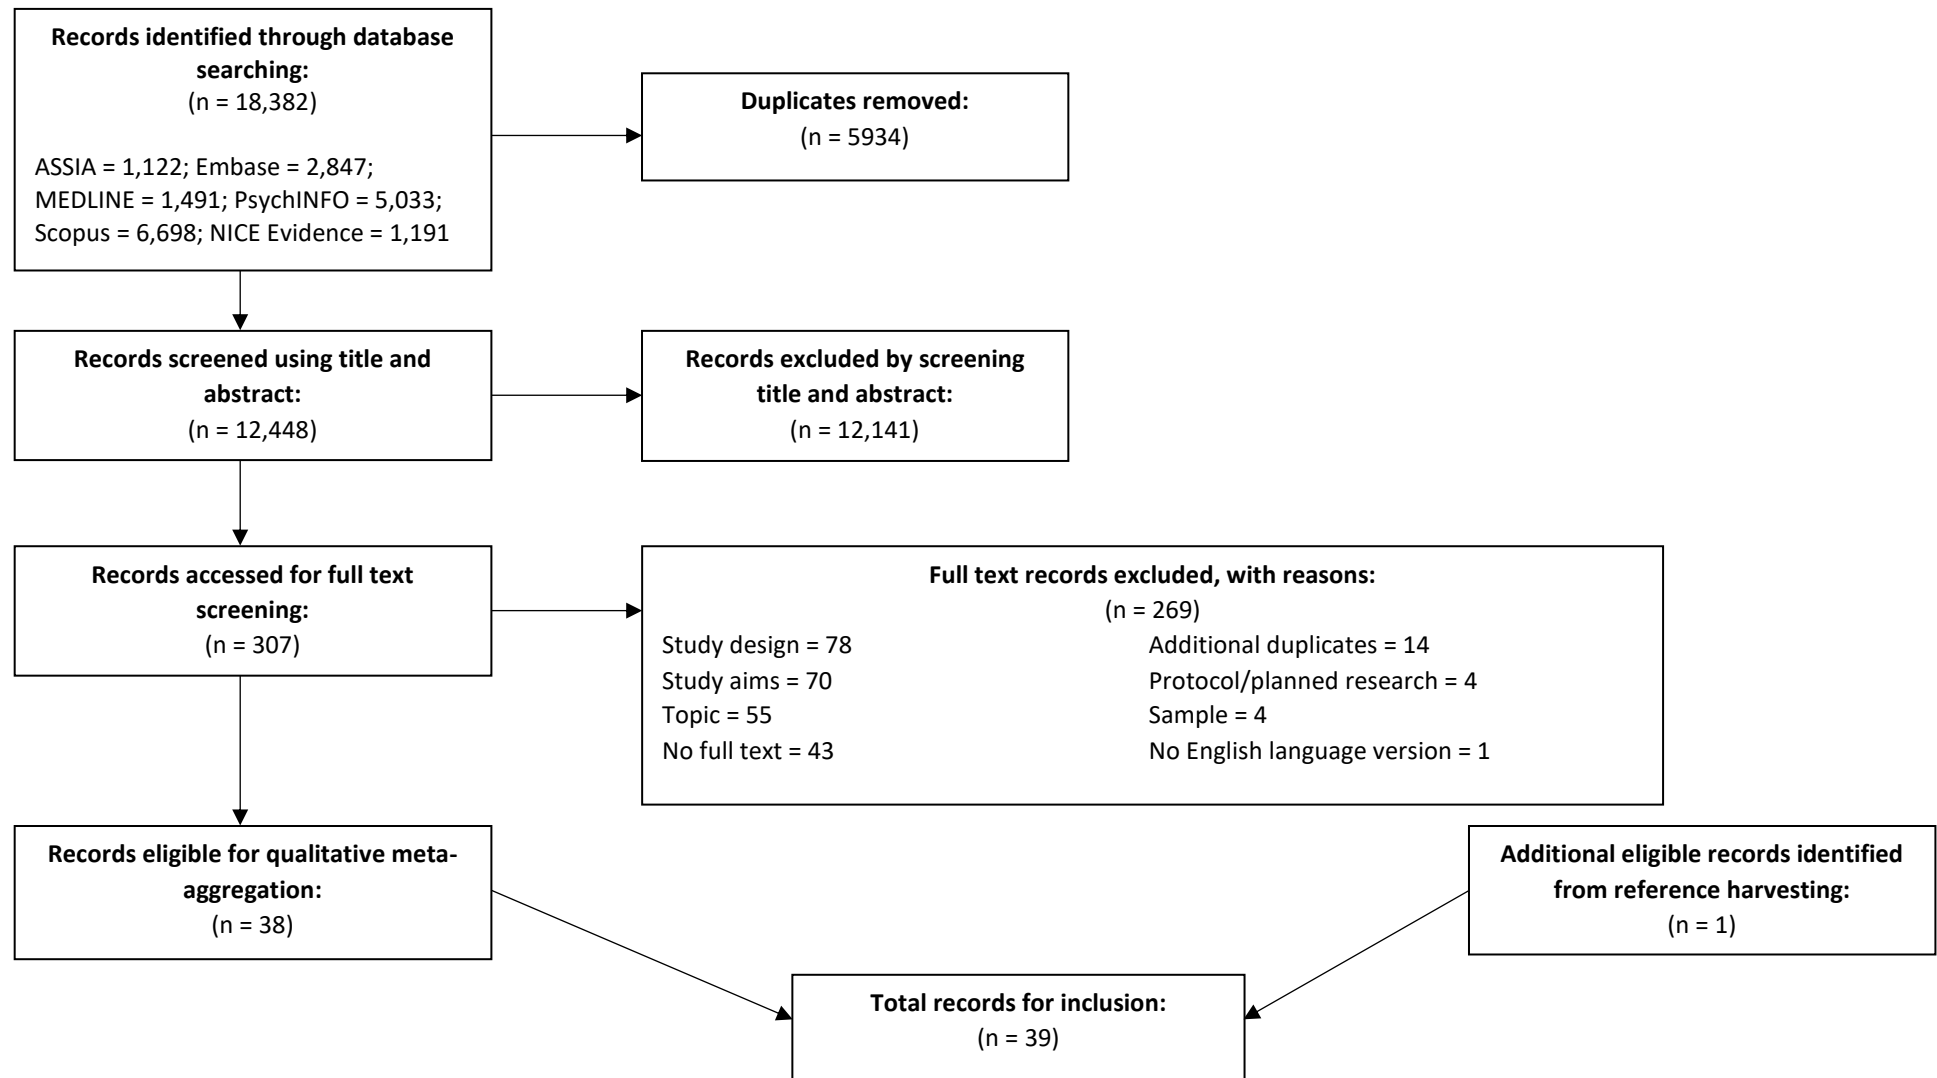 Records identified through database
searching:
(n = 18,382)
ASSIA = 1,122; Embase = 2,847;
MEDLINE = 1,491; PsychINFO = 5,033;
Scopus = 6,698; NICE Evidence = 1,191
Duplicates removed:
(n = 5934)
Records screened using title and
abstract:
(n = 12,448)
Records excluded by screening
title and abstract:
(n = 12,141)
Records accessed for full text
screening:
(n = 307)
Full text records excluded, with reasons:
(n = 269)
Study design = 78
Study aims = 70
Topic = 55
No full text = 43
Additional duplicates = 14
Protocol/planned research = 4
Sample = 4
No English language version = 1
Records eligible for qualitative meta-
aggregation:
(n = 38)
Additional eligible records identified
from reference harvesting:
(n = 1)
Total records for inclusion:
(n = 39)